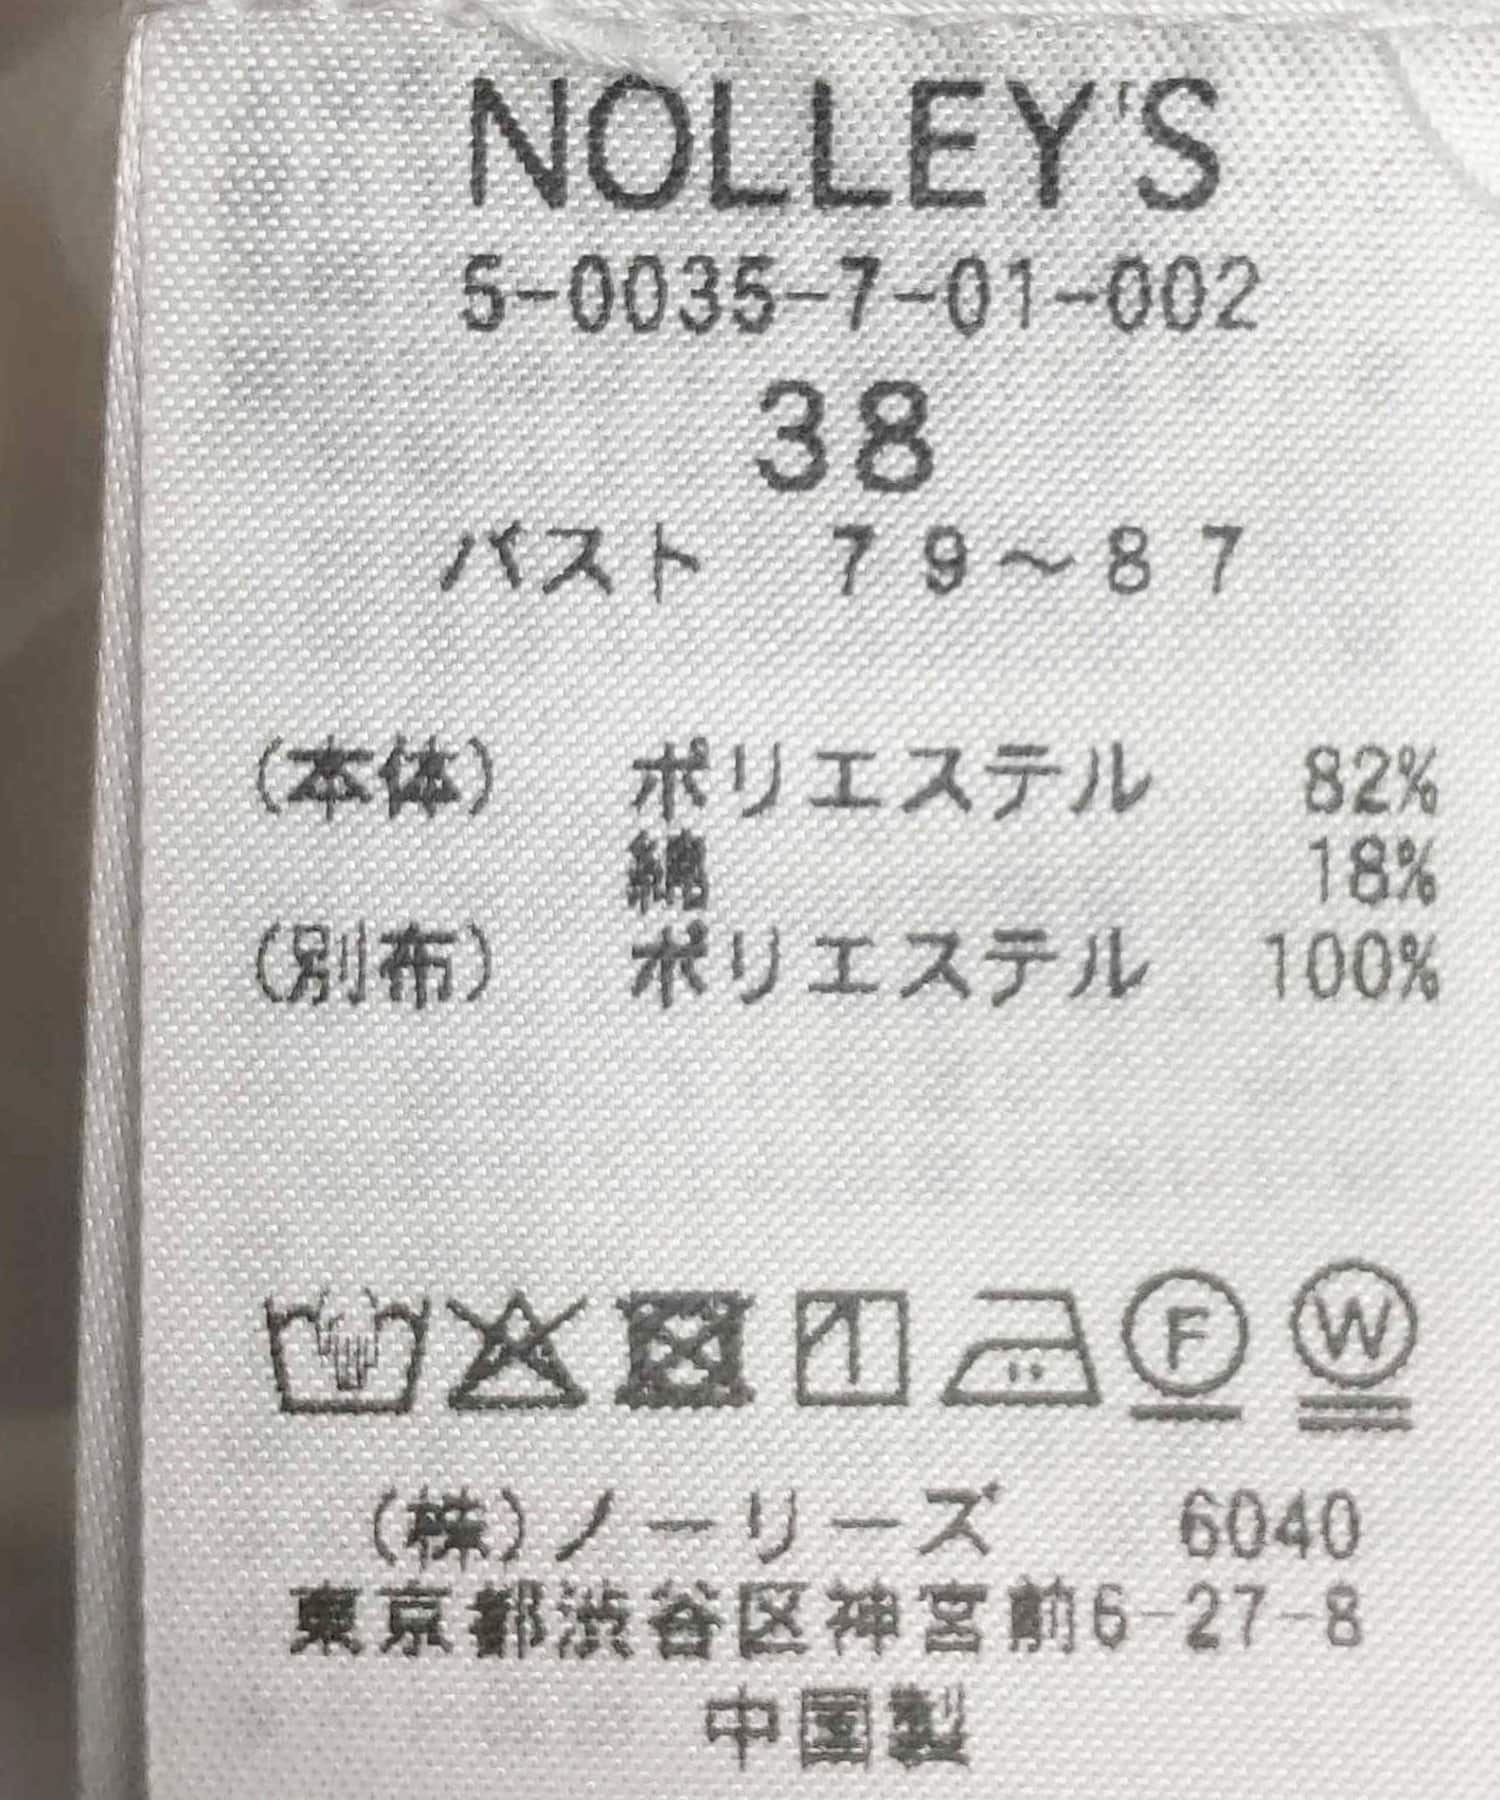 NOLLEY'S
5-0035-7-01-002
38
バスト 79〜87
(本体) ポリエステル 82%
綿 18%
(別布) ポリエステル 100%
F W
(株)ノーリーズ 6040
東京都渋谷区神宮前6-27-8
中国製